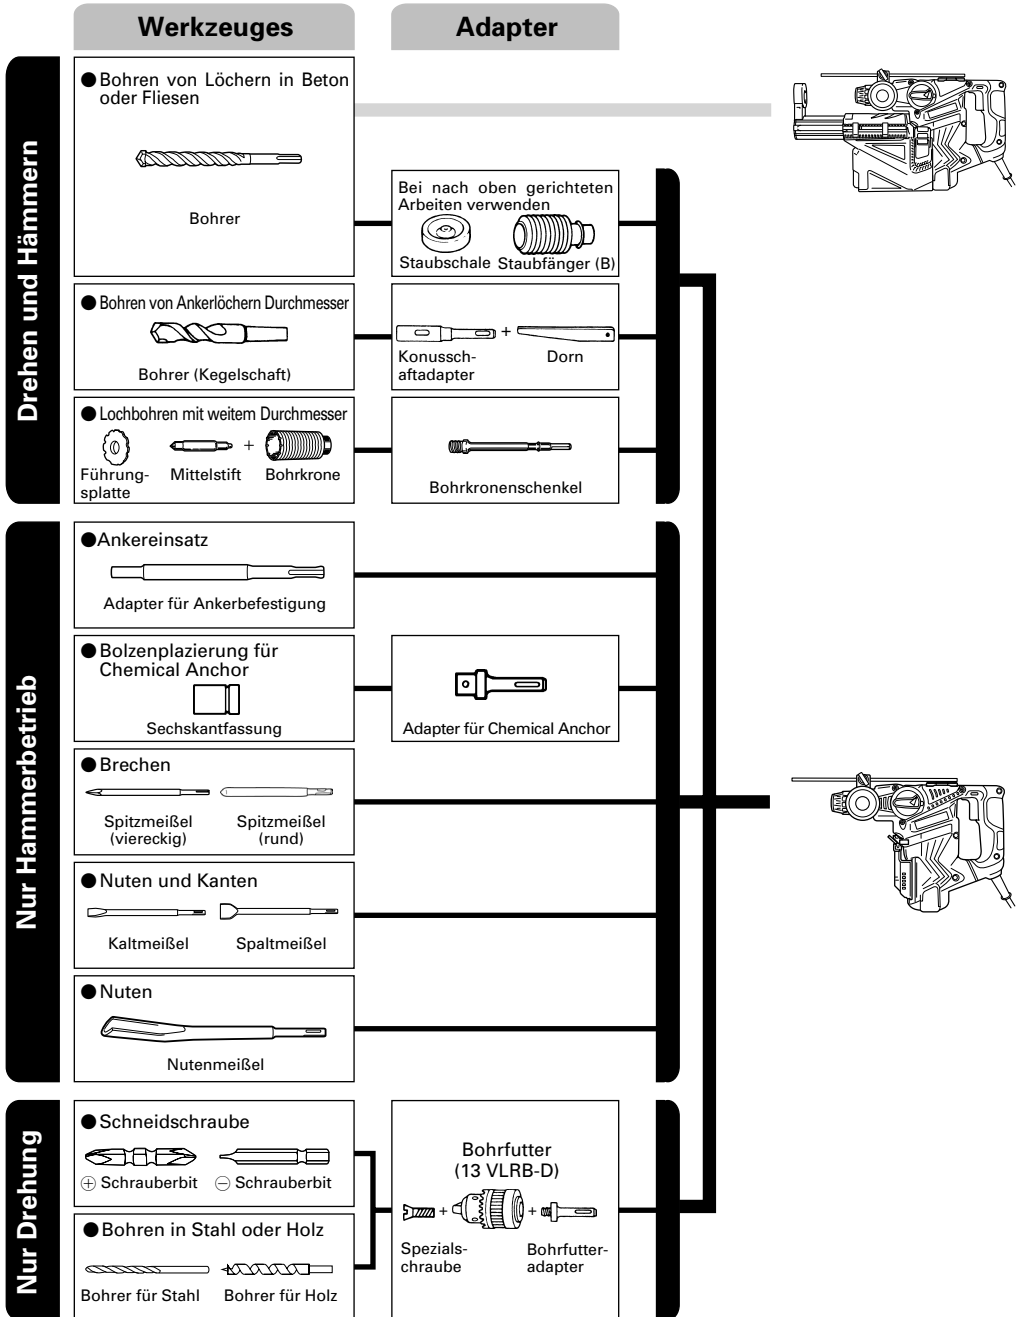 Werkzeuges
Adapter
Drehen und Hämmern
● Bohren von Löchern in Beton
oder Fliesen
Bohrer
Bei nach oben gerichteten
Arbeiten verwenden
Staubschale
Staubfänger (B)
● Bohren von Ankerlöchern Durchmesser
Bohrer (Kegelschaft)
+
Konussch-
aftadapter
Dorn
● Lochbohren mit weitem Durchmesser
+
Führung-
splatte
Mittelstift
Bohrkrone
Bohrkronenschenkel
Nur Hammerbetrieb
●Ankereinsatz
Adapter für Ankerbefestigung
● Bolzenplazierung für
Chemical Anchor
Sechskantfassung
Adapter für Chemical Anchor
● Brechen
Spitzmeißel
(viereckig)
Spitzmeißel
(rund)
● Nuten und Kanten
Kaltmeißel
Spaltmeißel
● Nuten
Nutenmeißel
Nur Drehung
● Schneidschraube
⊕ Schrauberbit
⊖ Schrauberbit
● Bohren in Stahl oder Holz
Bohrer für Stahl
Bohrer für Holz
Bohrfutter
(13 VLRB-D)
+
+
Spezials-
chraube
Bohrfutter-
adapter